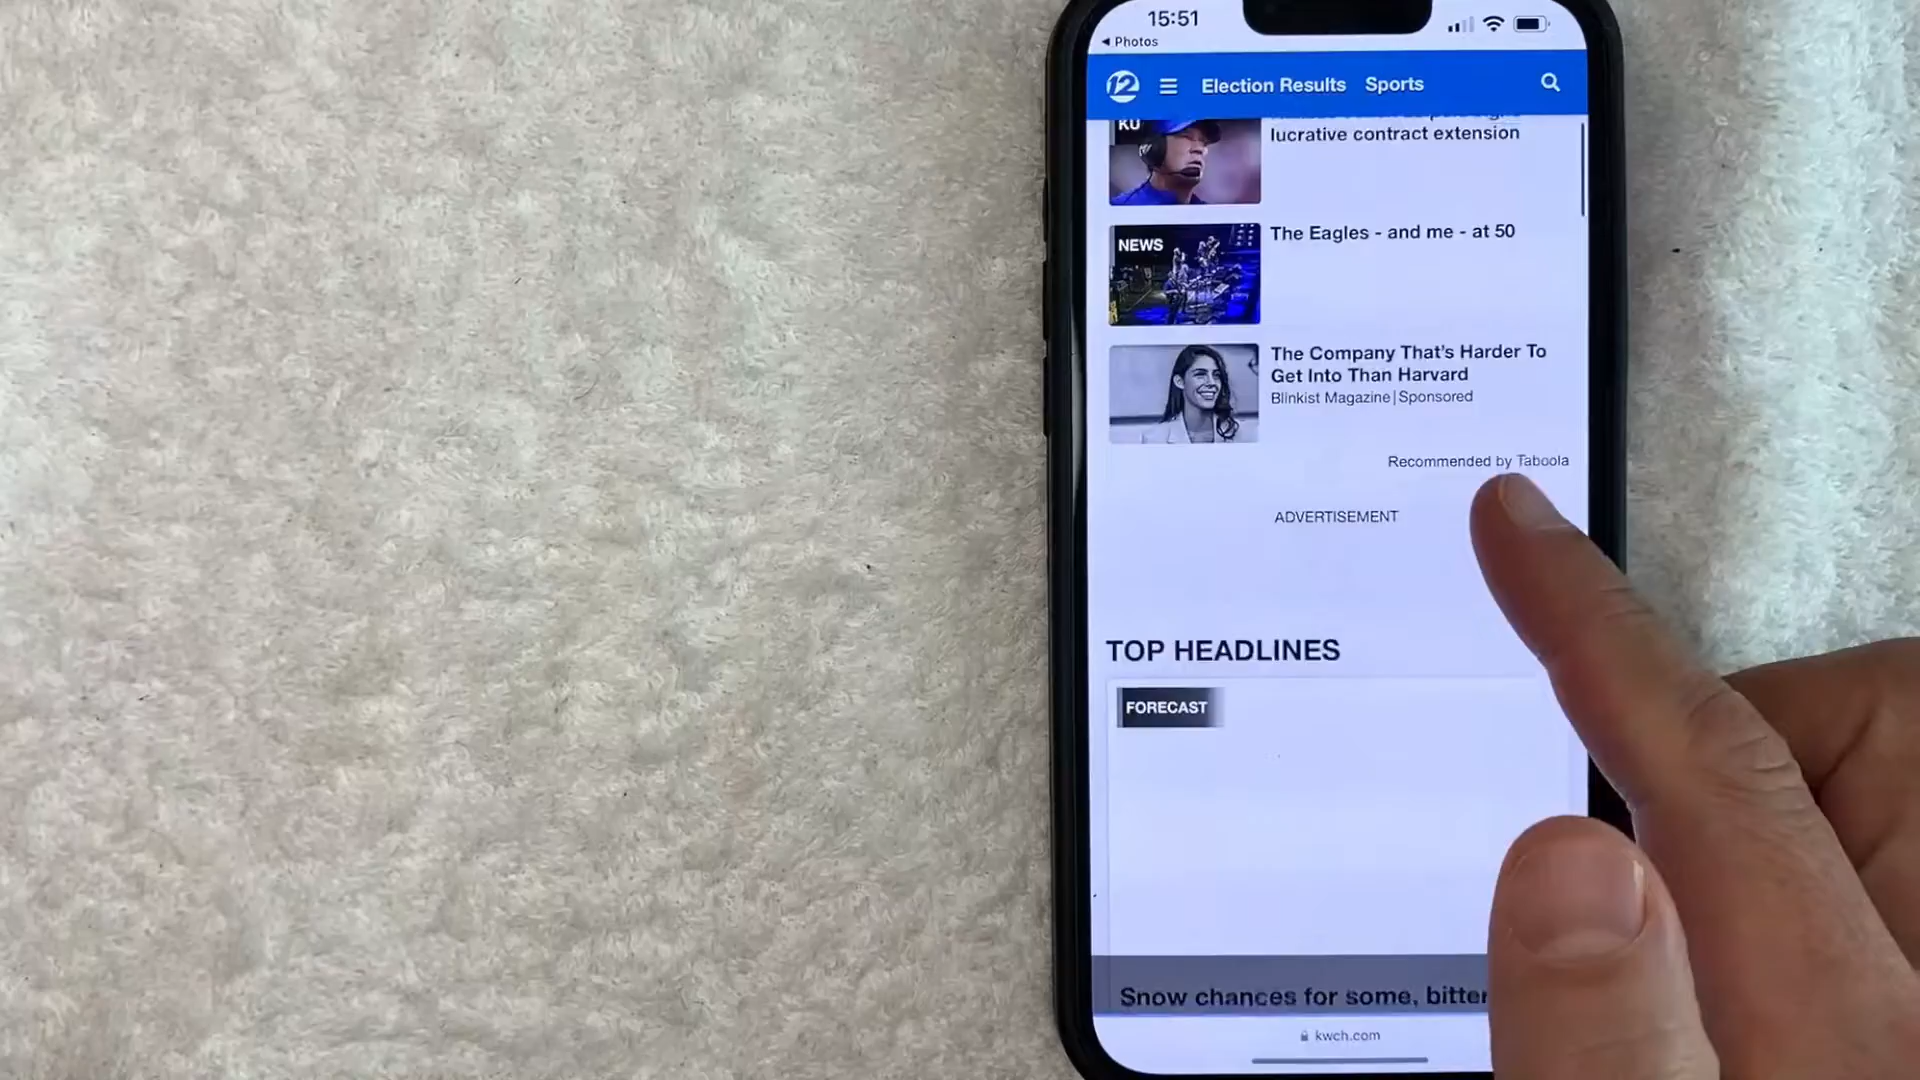 15:51
Photos
12
Election Results Sports
KU
lucrative contract extension
NEWS
The Eagles - and me - at 50
The Company That's Harder To
Get Into Than Harvard
Blinkist Magazine|Sponsored
Recommended by Taboola
ADVERTISEMENT
TOP HEADLINES
FORECAST
Snow chances for some, bitter
kwch.com